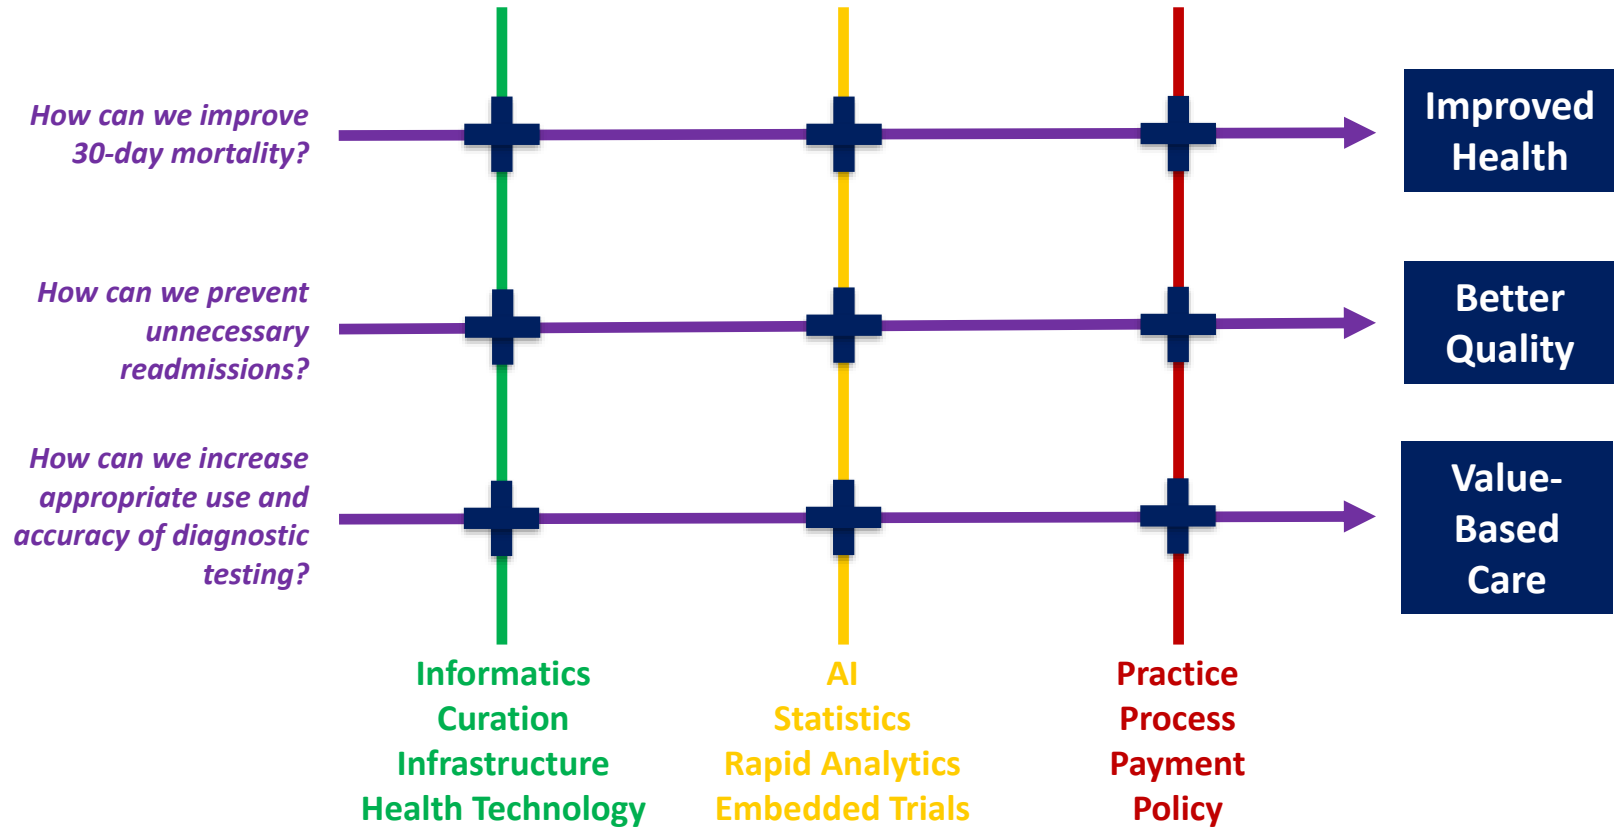 How can we improve
30-day mortality?
Improved
Health
How can we prevent
unnecessary
readmissions?
Better
Quality
How can we increase
appropriate use and
accuracy of diagnostic
testing?
Value-
Based
Care
Informatics
Curation
Infrastructure
Health Technology
AI
Statistics
Rapid Analytics
Embedded Trials
Practice
Process
Payment
Policy